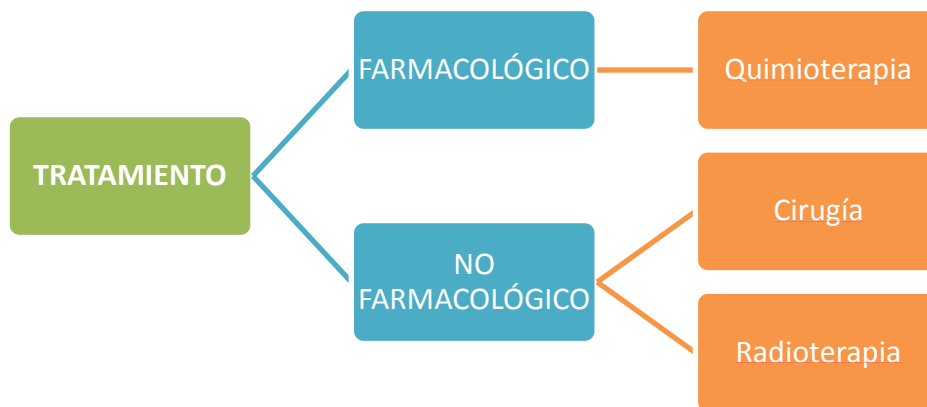 TRATAMIENTO
FARMACOLÓGICO
Quimioterapia
NO
FARMACOLÓGICO
Cirugía
Radioterapia